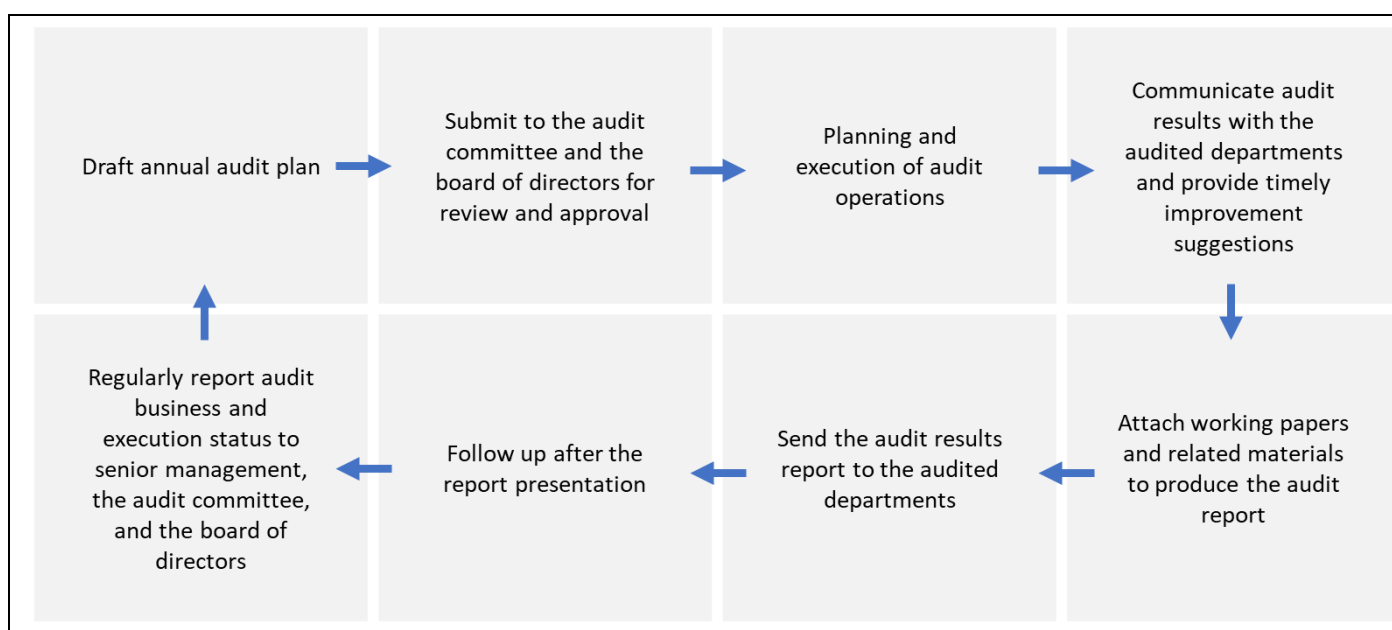 Draft annual audit plan
Submit to the audit
committee and the
board of directors for
review and approval
Planning and
execution of audit
operations
Communicate audit
results with the
audited departments
and provide timely
improvement
suggestions
Attach working papers
and related materials
to produce the audit
report
Send the audit results
report to the audited
departments
Follow up after the
report presentation
Regularly report audit
business and
execution status to
senior management,
the audit committee,
and the board of
directors